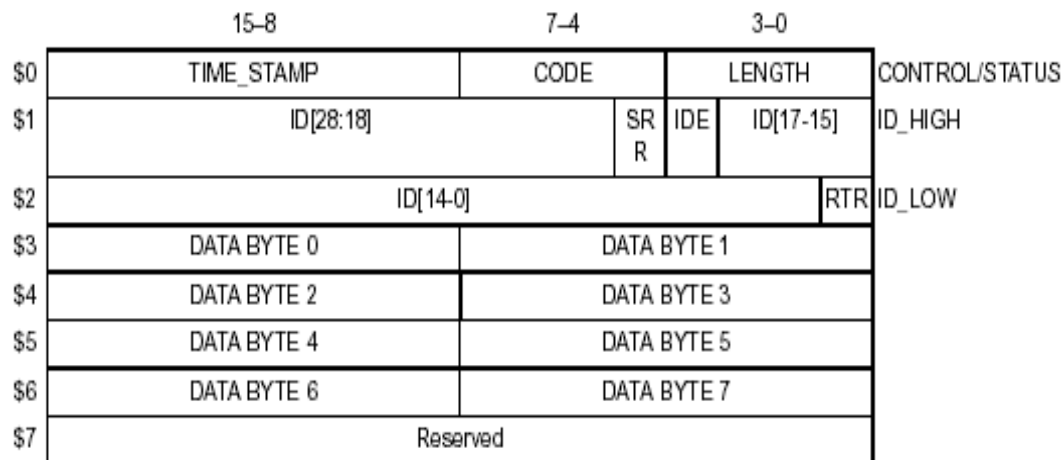 15–8 7–4 3–0
$0 TIME_STAMP CODE LENGTH CONTROL/STATUS
$1 ID[28:18] SR R IDE ID[17-15] ID_HIGH
$2 ID[14-0] RTR ID_LOW
$3 DATA BYTE 0 DATA BYTE 1
$4 DATA BYTE 2 DATA BYTE 3
$5 DATA BYTE 4 DATA BYTE 5
$6 DATA BYTE 6 DATA BYTE 7
$7 Reserved